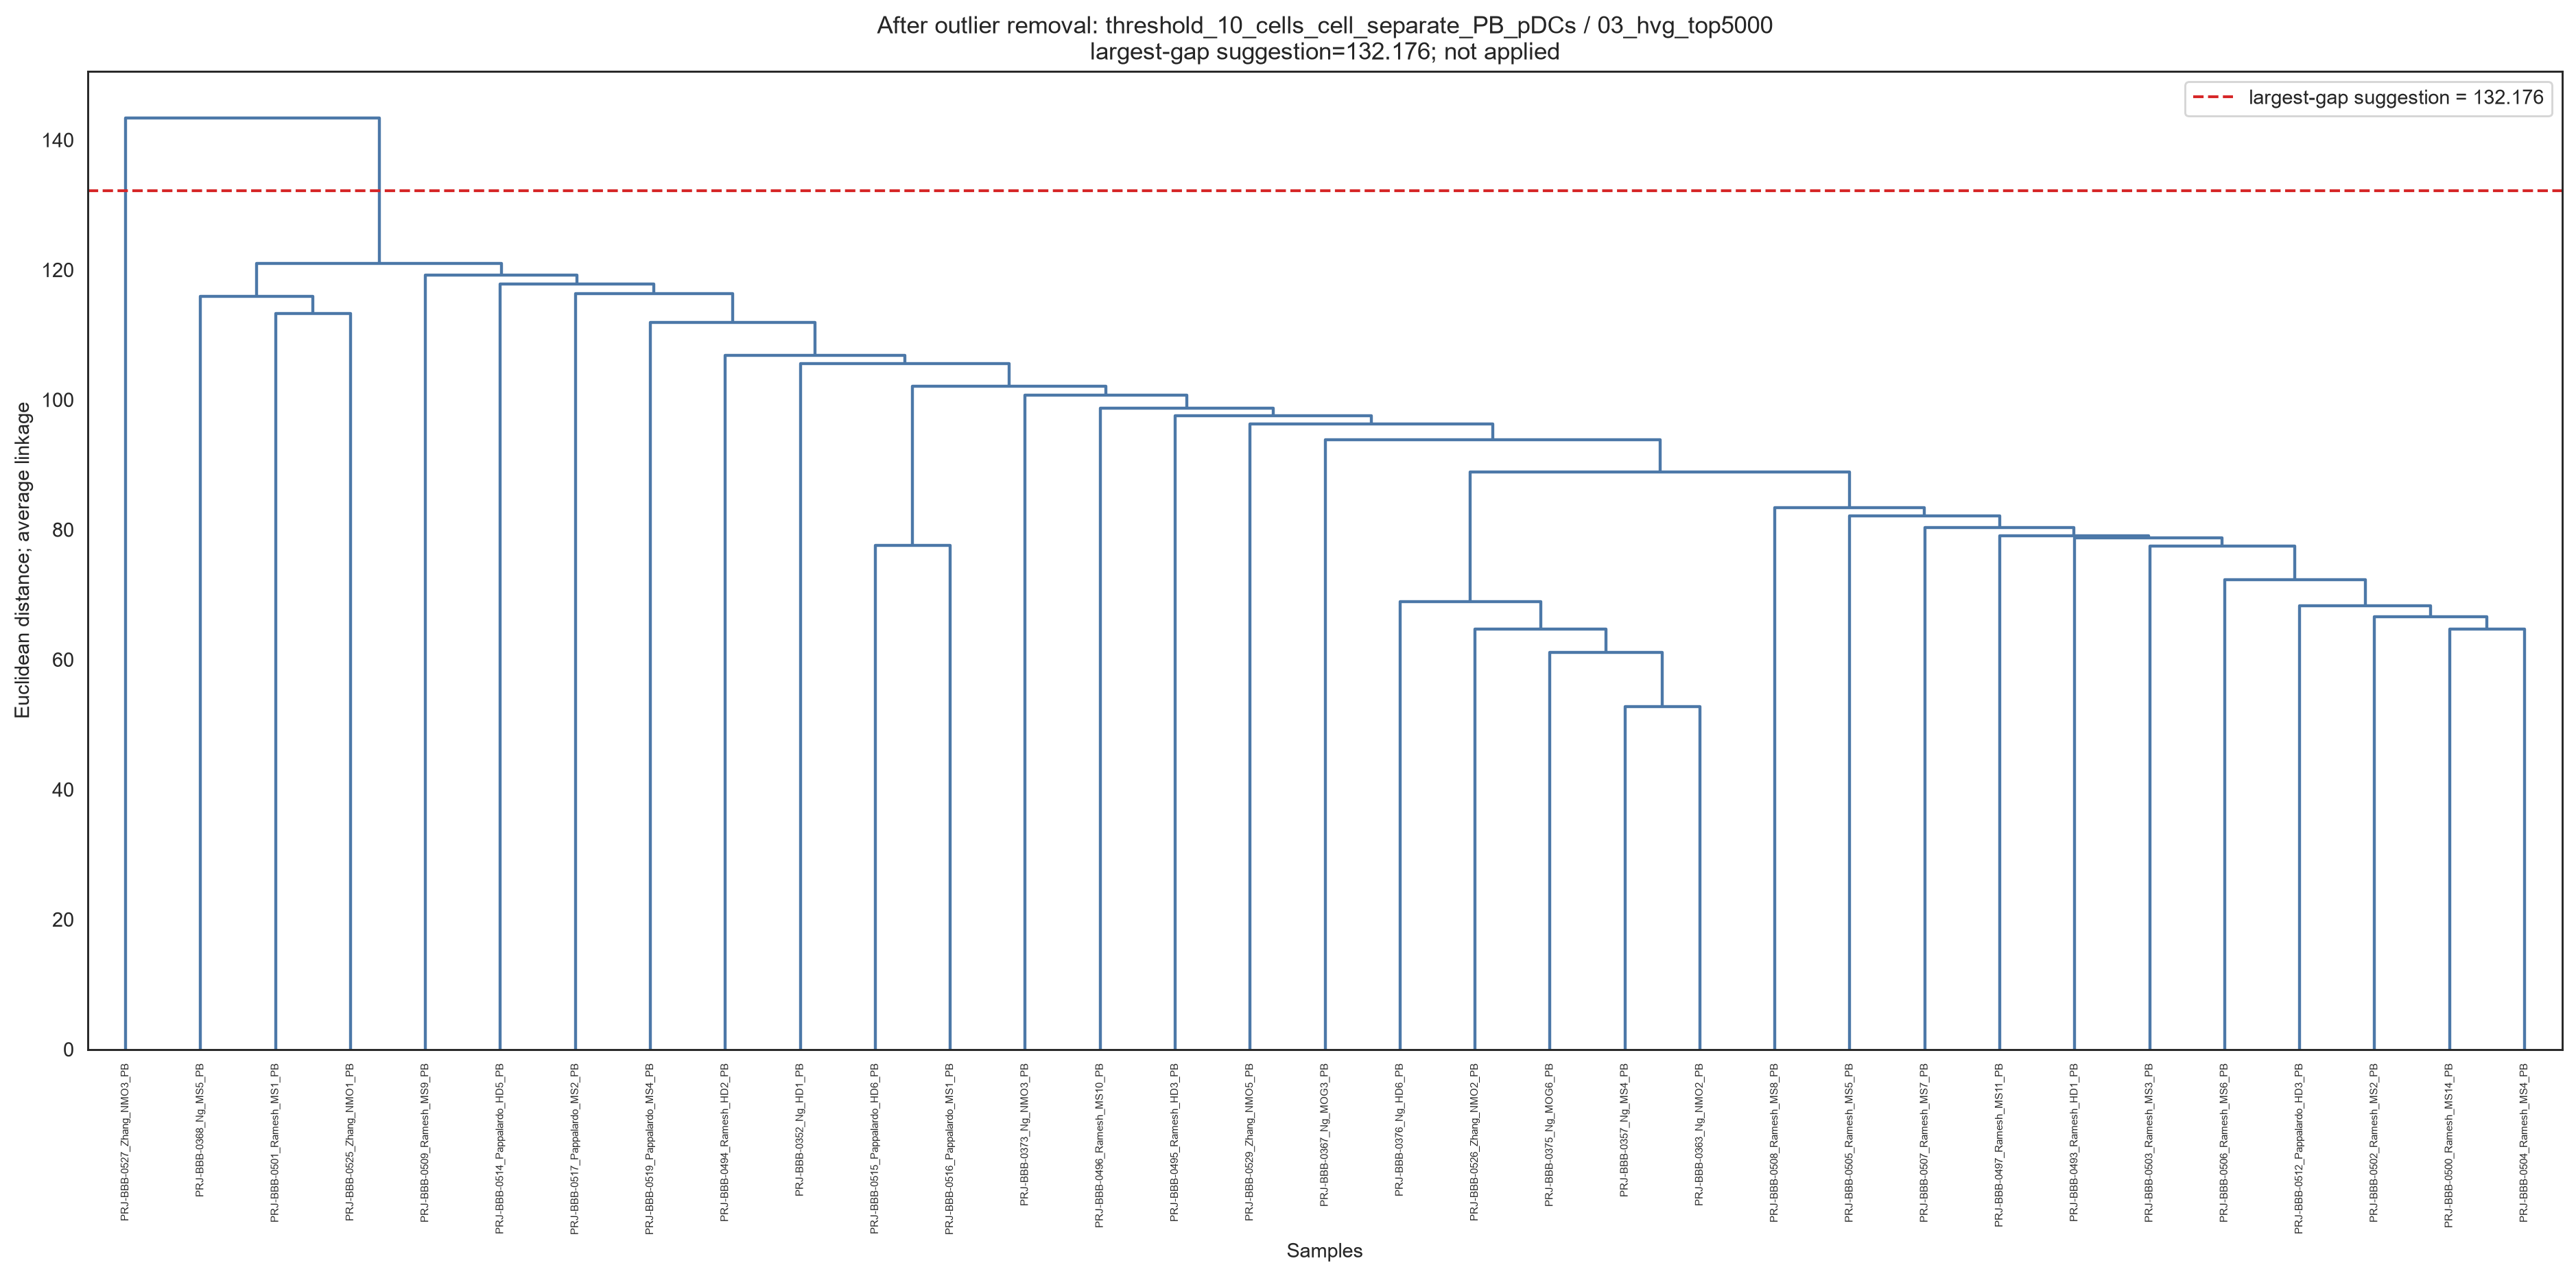 After outlier removal: threshold_10_cells_cell_separate_PB_pDCs / 03_hvg_top5000
largest-gap suggestion=132.176; not applied
largest-gap suggestion = 132.176
Euclidean distance; average linkage
140
120
100
80
60
40
20
0
PRJ-BBB-0527_Zhang_NMO3_PB
PRJ-BBB-0368_Ng_MS5_PB
PRJ-BBB-0501_Ramesh_MS1_PB
PRJ-BBB-0525_Zhang_NMO1_PB
PRJ-BBB-0509_Ramesh_MS9_PB
PRJ-BBB-0514_Pappalardo_HD5_PB
PRJ-BBB-0517_Pappalardo_MS2_PB
PRJ-BBB-0519_Pappalardo_MS4_PB
PRJ-BBB-0494_Ramesh_HD2_PB
PRJ-BBB-0352_Ng_HD1_PB
PRJ-BBB-0515_Pappalardo_HD6_PB
PRJ-BBB-0516_Pappalardo_MS1_PB
PRJ-BBB-0373_Ng_NMO3_PB
PRJ-BBB-0496_Ramesh_MS10_PB
PRJ-BBB-0495_Ramesh_HD3_PB
PRJ-BBB-0529_Zhang_NMO5_PB
PRJ-BBB-0367_Ng_MOG3_PB
PRJ-BBB-0376_Ng_HD6_PB
PRJ-BBB-0526_Zhang_NMO2_PB
PRJ-BBB-0375_Ng_MOG6_PB
PRJ-BBB-0357_Ng_MS4_PB
PRJ-BBB-0363_Ng_NMO2_PB
PRJ-BBB-0508_Ramesh_MS8_PB
PRJ-BBB-0505_Ramesh_MS5_PB
PRJ-BBB-0507_Ramesh_MS7_PB
PRJ-BBB-0497_Ramesh_MS11_PB
PRJ-BBB-0493_Ramesh_HD1_PB
PRJ-BBB-0503_Ramesh_MS3_PB
PRJ-BBB-0506_Ramesh_MS6_PB
PRJ-BBB-0512_Pappalardo_HD3_PB
PRJ-BBB-0502_Ramesh_MS2_PB
PRJ-BBB-0500_Ramesh_MS14_PB
PRJ-BBB-0504_Ramesh_MS4_PB
Samples